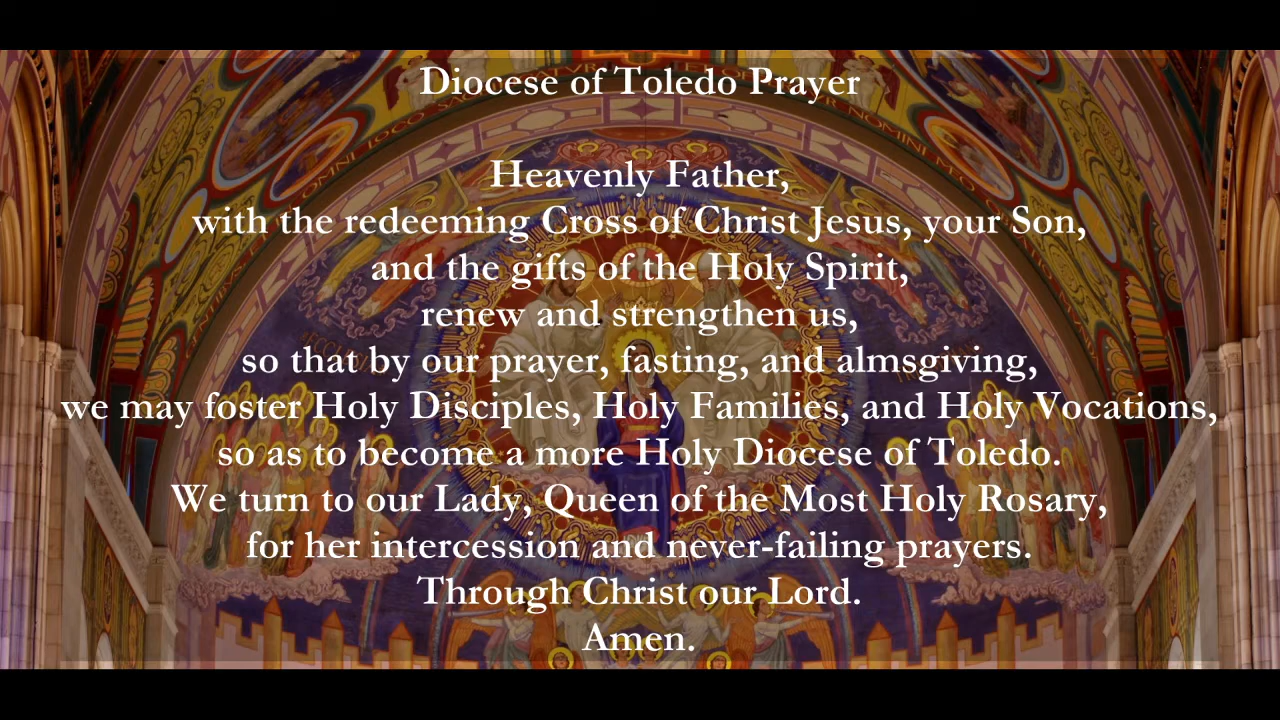 Diocese of Toledo Prayer
Heavenly Father,
with the redeeming Cross of Christ Jesus, your Son,
and the gifts of the Holy Spirit,
renew and strengthen us,
so that by our prayer, fasting, and almsgiving,
we may foster Holy Disciples, Holy Families, and Holy Vocations,
so as to become a more Holy Diocese of Toledo.
We turn to our Lady, Queen of the Most Holy Rosary,
for her intercession and never-failing prayers.
Through Christ our Lord.
Amen.
OMNI LOCO
NOMINI MEO